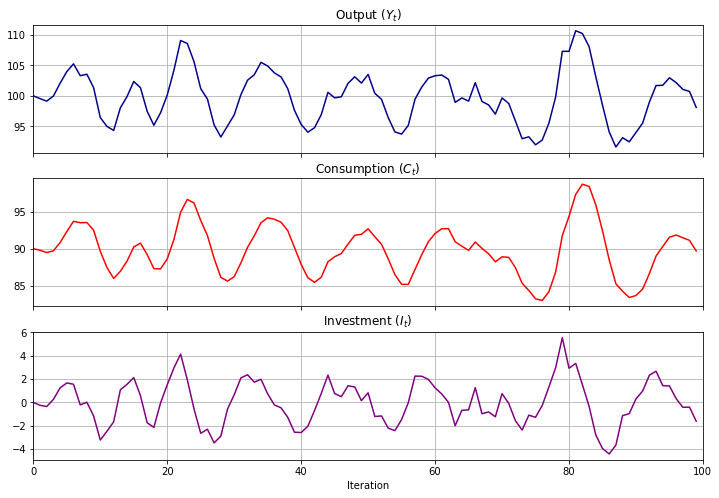 Output (Y_t)
110
105
100
95
Consumption (C_t)
95
90
85
Investment (I_t)
6
4
2
0
−2
−4
0 20 40 60 80 100
Iteration